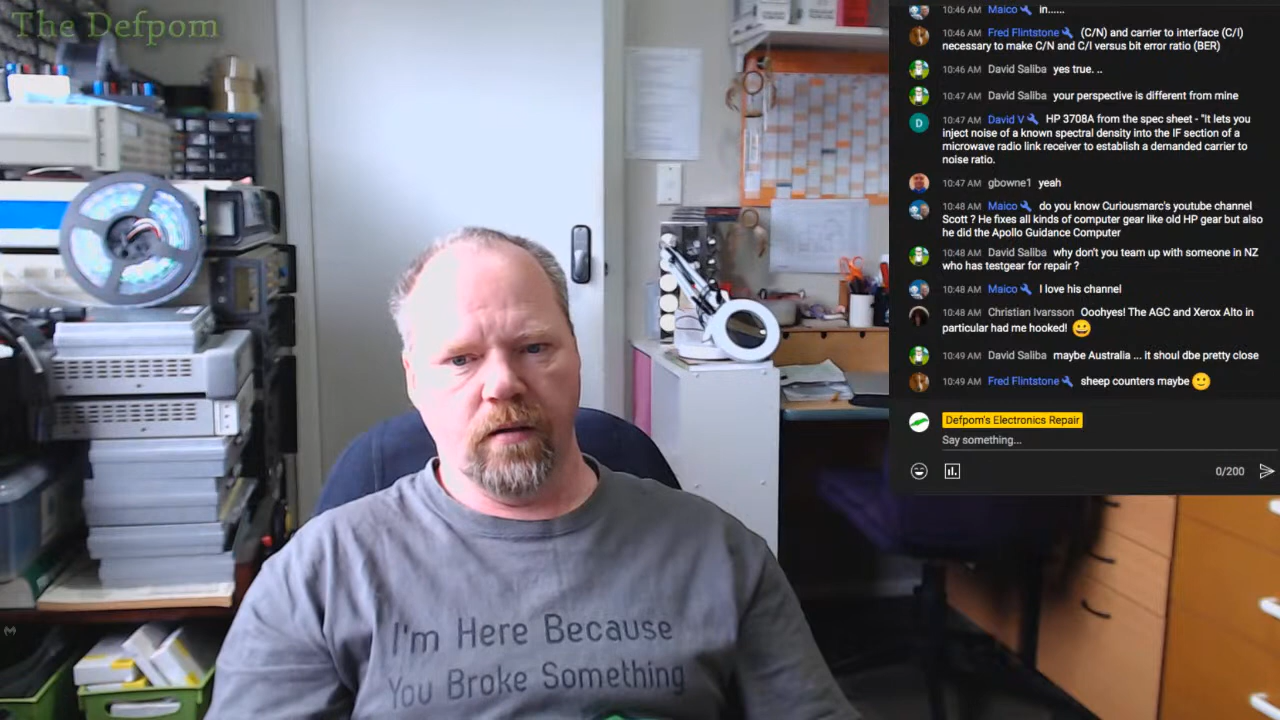 The Defpom
I'm Here Because
You Broke Something
10:46 AM Maico in......
10:46 AM Fred Flintstone (C/N) and carrier to interface (C/I)
necessary to make C/N and C/I versus bit error ratio (BER)
10:46 AM David Saliba yes true. ..
10:47 AM David Saliba your perspective is different from mine
D
10:47 AM David V HP 3708A from the spec sheet - "It lets you
inject noise of a known spectral density into the IF section of a
microwave radio link receiver to establish a demanded carrier to
noise ratio.
10:47 AM gbowne1 yeah
10:48 AM Maico do you know Curiousmarc's youtube channel
Scott ? He fixes all kinds of computer gear like old HP gear but also
he did the Apollo Guidance Computer
10:48 AM David Saliba why don't you team up with someone in NZ
who has testgear for repair ?
10:48 AM Maico I love his channel
10:48 AM Christian Ivarsson Ooohyes! The AGC and Xerox Alto in
particular had me hooked! 😀
10:49 AM David Saliba maybe Australia ... it shoul dbe pretty close
10:49 AM Fred Flintstone sheep counters maybe 🙂
Defpom's Electronics Repair
Say something...
0/200